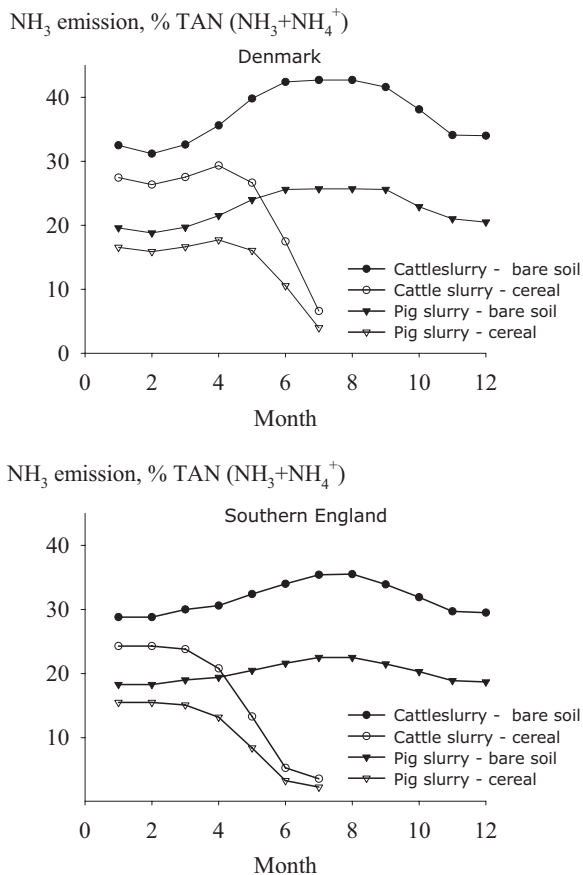 NH₃ emission, % TAN (NH₃+NH₄⁺)
Denmark
40
30
20
10
0
Cattleslurry - bare soil
Cattle slurry - cereal
Pig slurry - bare soil
Pig slurry - cereal
0 2 4 6 8 10 12
Month
NH₃ emission, % TAN (NH₃+NH₄⁺)
Southern England
40
30
20
10
Cattleslurry - bare soil
Cattle slurry - cereal
Pig slurry - bare soil
Pig slurry - cereal
0 2 4 6 8 10 12
Month